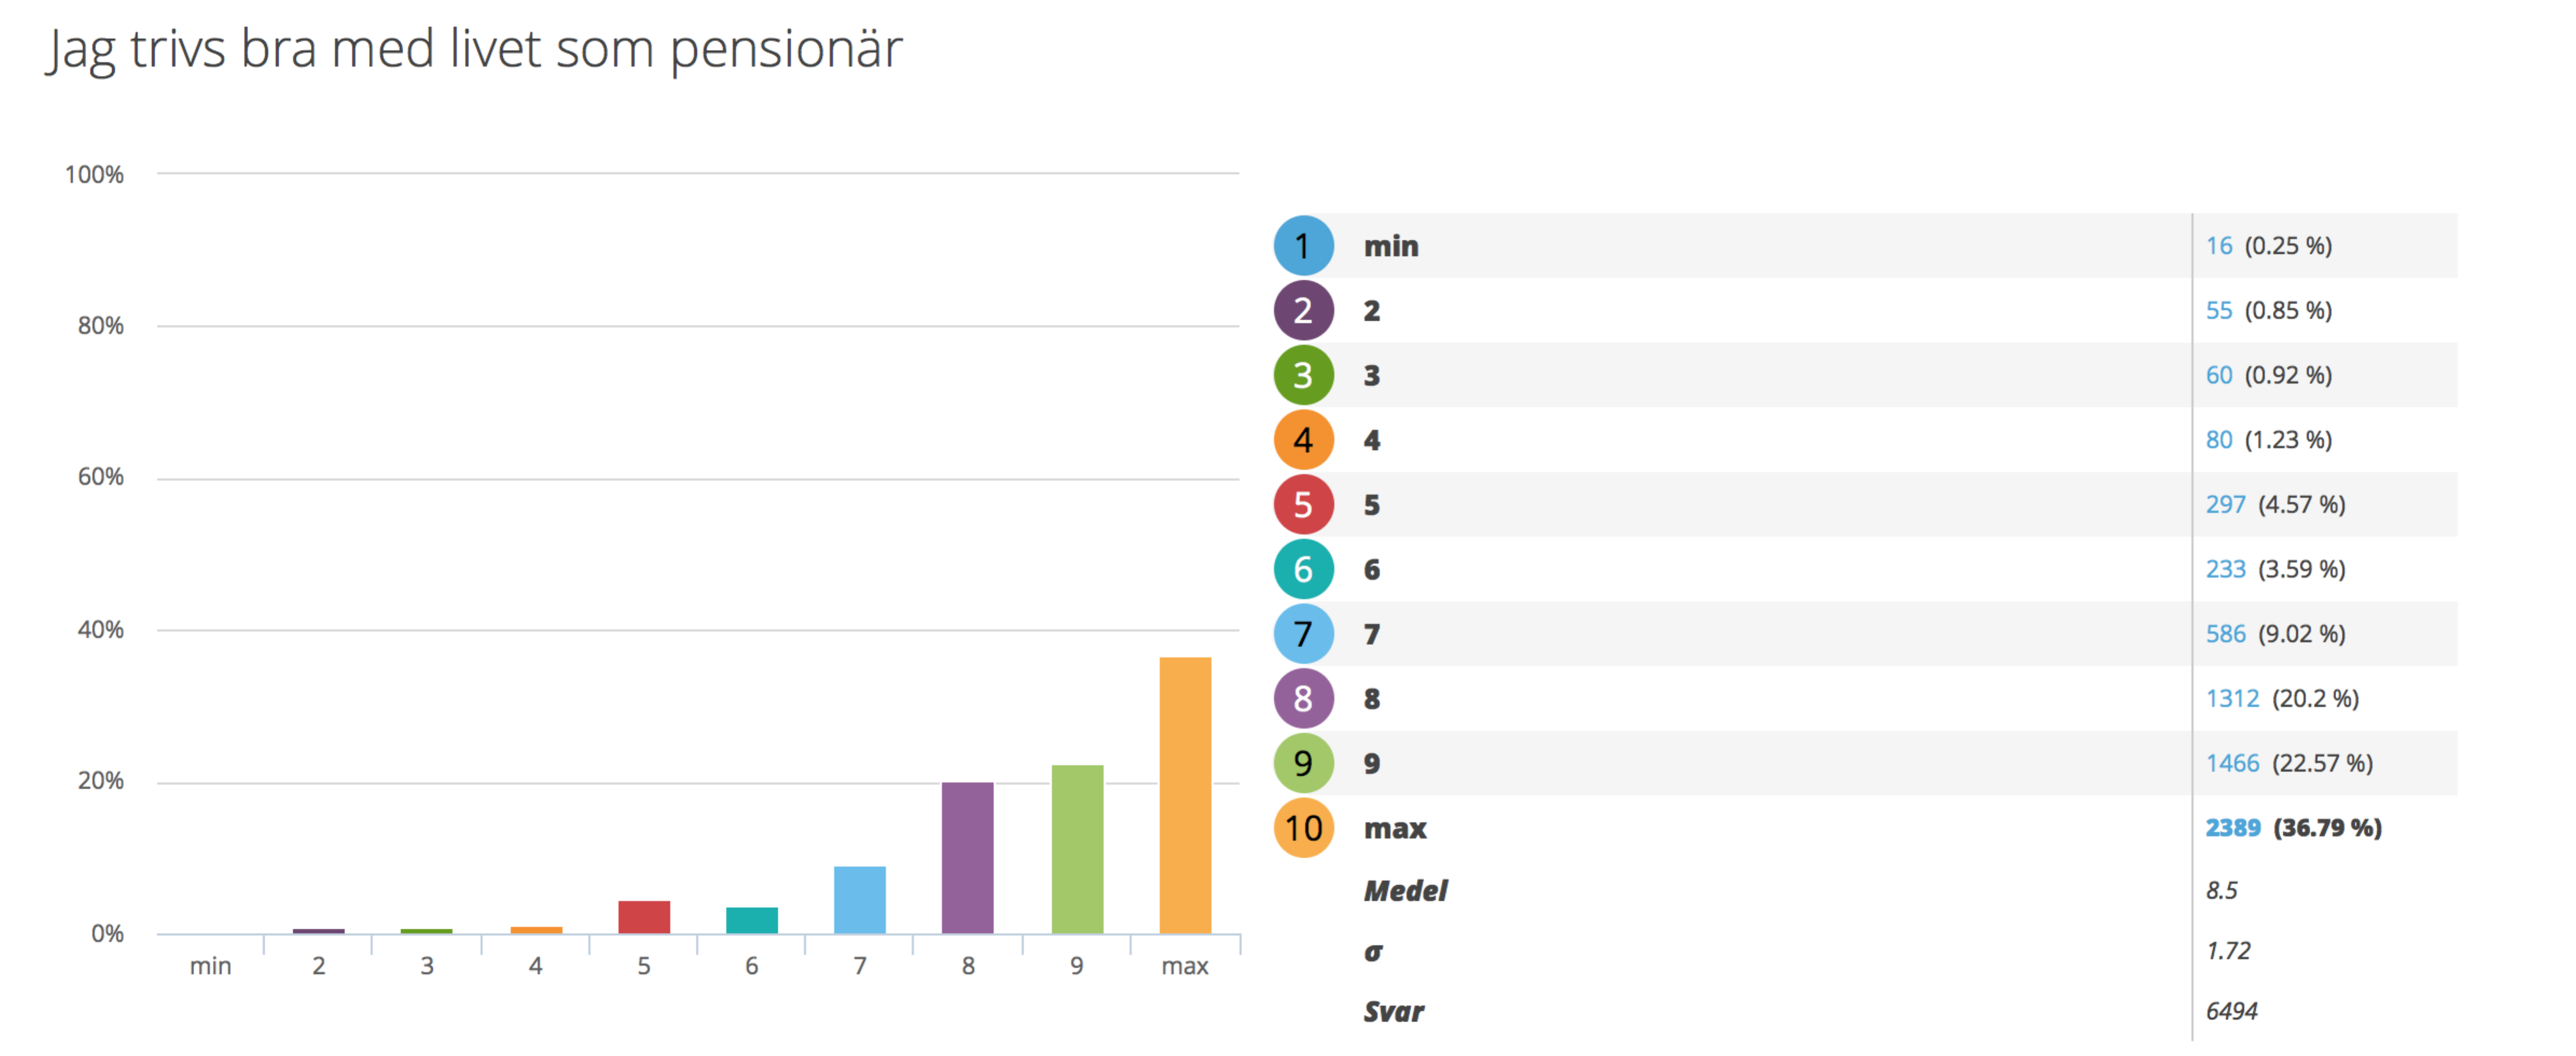 Jag trivs bra med livet som pensionär
100%
80%
60%
40%
20%
0%
min 2 3 4 5 6 7 8 9 max
1 min 16 (0.25 %)
2 2 55 (0.85 %)
3 3 60 (0.92 %)
4 4 80 (1.23 %)
5 5 297 (4.57 %)
6 6 233 (3.59 %)
7 7 586 (9.02 %)
8 8 1312 (20.2 %)
9 9 1466 (22.57 %)
10 max 2389 (36.79 %)
Medel 8.5
σ 1.72
Svar 6494